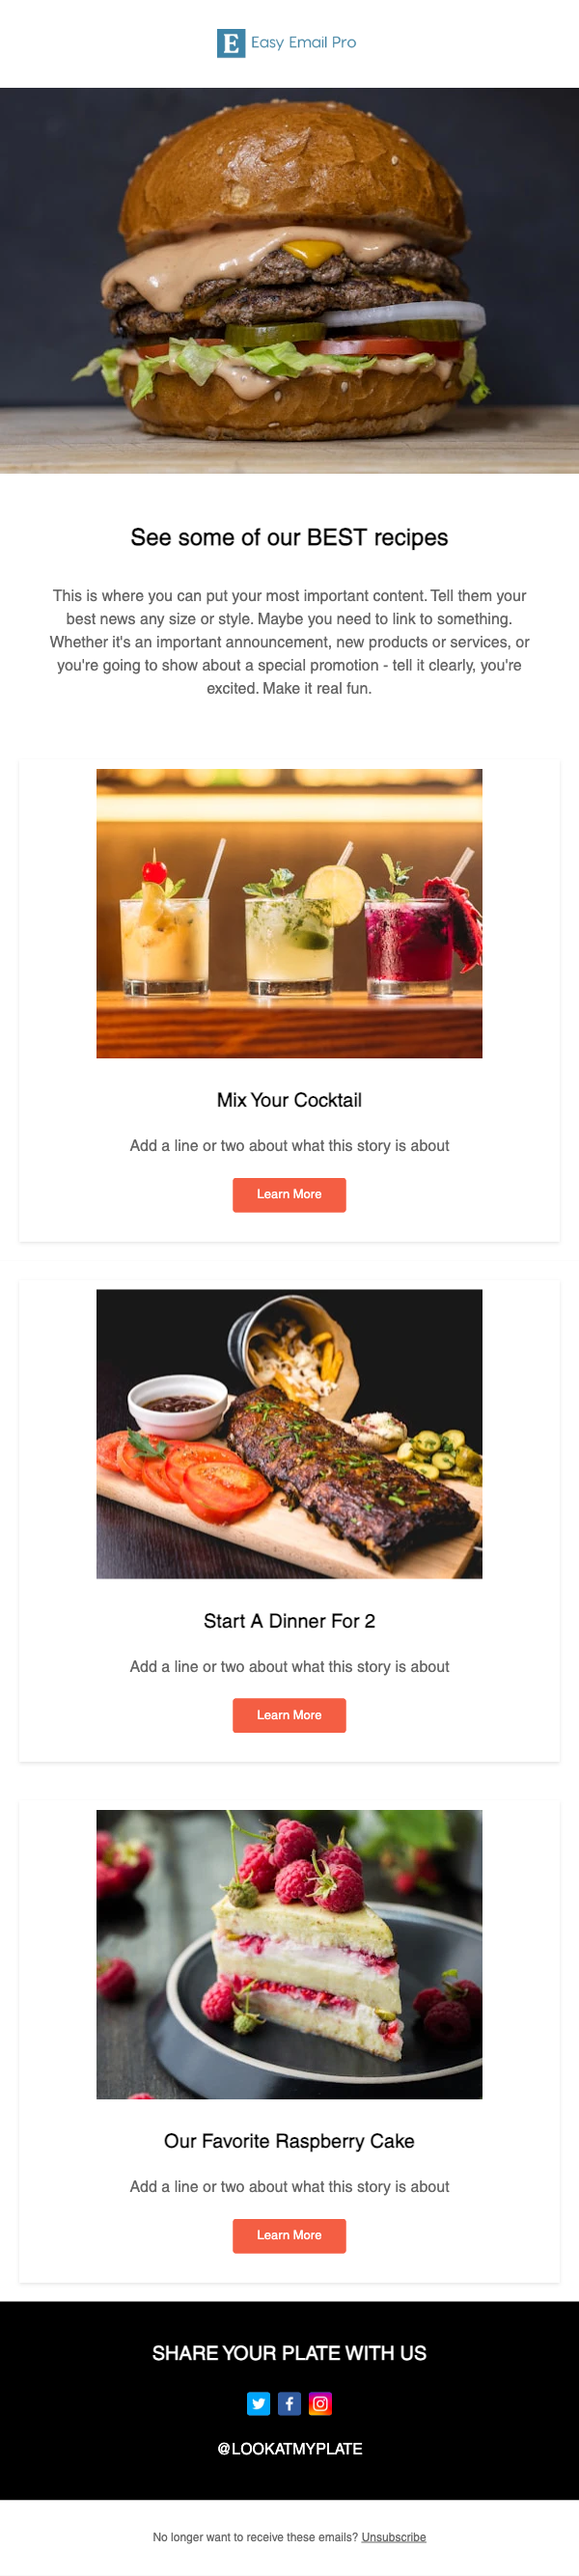 E Easy Email Pro
See some of our BEST recipes
This is where you can put your most important content. Tell them your
best news any size or style. Maybe you need to link to something.
Whether it's an important announcement, new products or services, or
you're going to show about a special promotion - tell it clearly, you're
excited. Make it real fun.
Mix Your Cocktail
Add a line or two about what this story is about
Learn More
Start A Dinner For 2
Add a line or two about what this story is about
Learn More
Our Favorite Raspberry Cake
Add a line or two about what this story is about
Learn More
SHARE YOUR PLATE WITH US
@LOOKATMYPLATE
No longer want to receive these emails? Unsubscribe